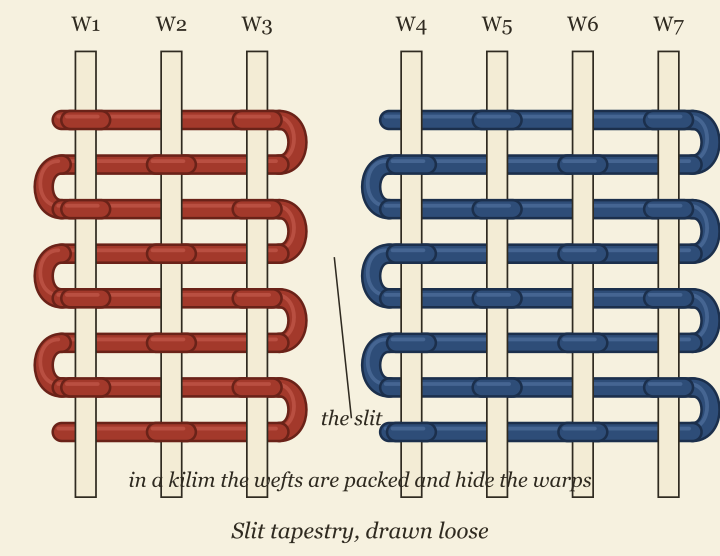 W1 W2 W3 W4 W5 W6 W7
the slit
in a kilim the wefts are packed and hide the warps
Slit tapestry, drawn loose